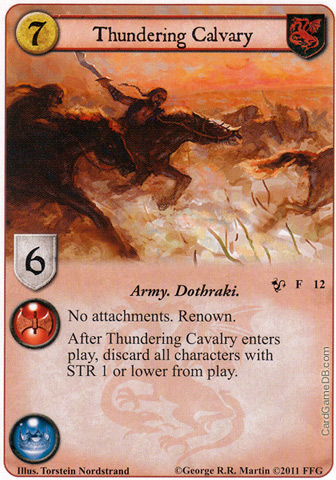 7
Thundering Calvary
6
Army. Dothraki.
F 12
No attachments. Renown.
After Thundering Cavalry enters
play, discard all characters with
STR 1 or lower from play.
CardGameDB.com
Illus. Torstein Nordstrand
©George R.R. Martin ©2011 FFG